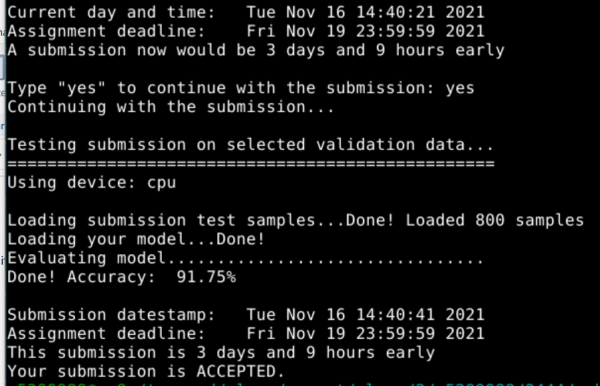 Current day and time:   Tue Nov 16 14:40:21 2021
Assignment deadline:    Fri Nov 19 23:59:59 2021
A submission now would be 3 days and 9 hours early
Type "yes" to continue with the submission: yes
Continuing with the submission...
Testing submission on selected validation data...
=================================================
Using device: cpu
Loading submission test samples...Done! Loaded 800 samples
Loading your model...Done!
Evaluating model................................
Done! Accuracy:  91.75%
Submission datestamp:   Tue Nov 16 14:40:41 2021
Assignment deadline:    Fri Nov 19 23:59:59 2021
This submission is 3 days and 9 hours early
Your submission is ACCEPTED.